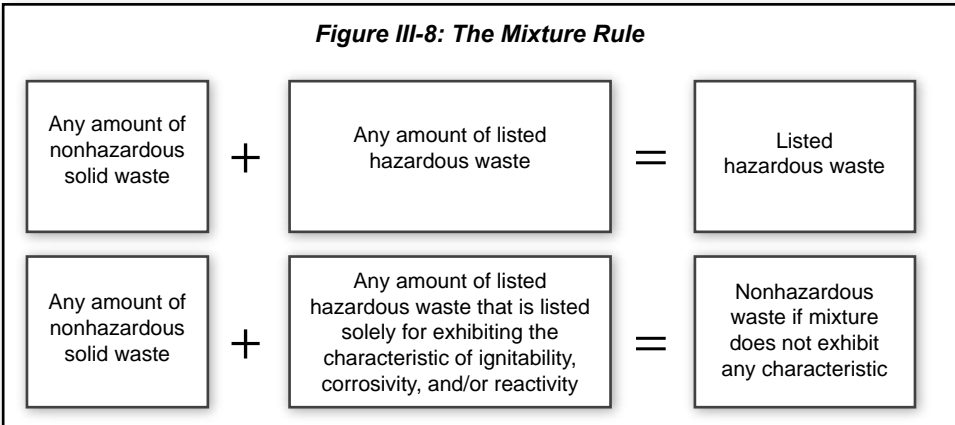 Figure III-8: The Mixture Rule
Any amount of
nonhazardous
solid waste
+
Any amount of listed
hazardous waste
=
Listed
hazardous waste
Any amount of
nonhazardous
solid waste
+
Any amount of listed
hazardous waste that is listed
solely for exhibiting the
characteristic of ignitability,
corrosivity, and/or reactivity
=
Nonhazardous
waste if mixture
does not exhibit
any characteristic